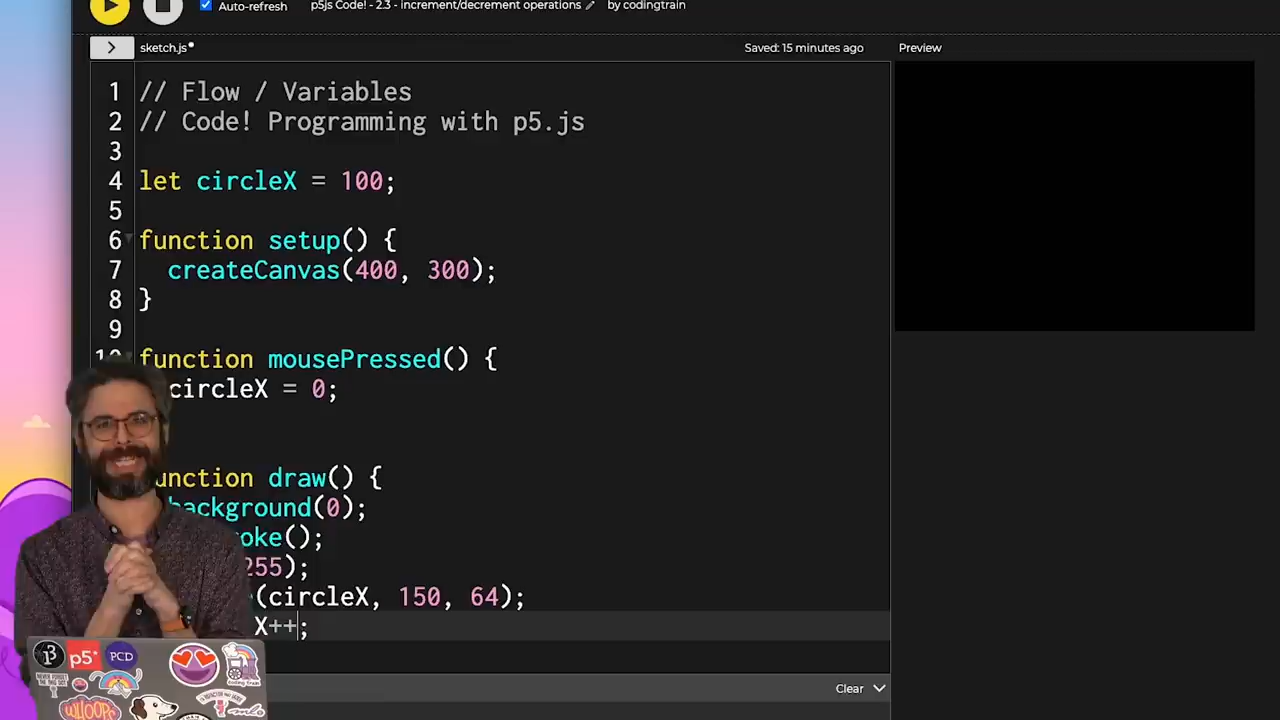 Auto-refresh
p5js Code! - 2.3 - increment/decrement operations
by codingtrain
sketch.js
Saved: 15 minutes ago
Preview
1 // Flow / Variables
2 // Code! Programming with p5.js
3
4 let circleX = 100;
5
6 function setup() {
7 createCanvas(400, 300);
8 }
9
10 function mousePressed() {
circleX = 0;
unction draw() {
background(0);
oke();
255);
(circleX, 150, 64);
X++;
Clear
p5*
PCD
WHOOPS